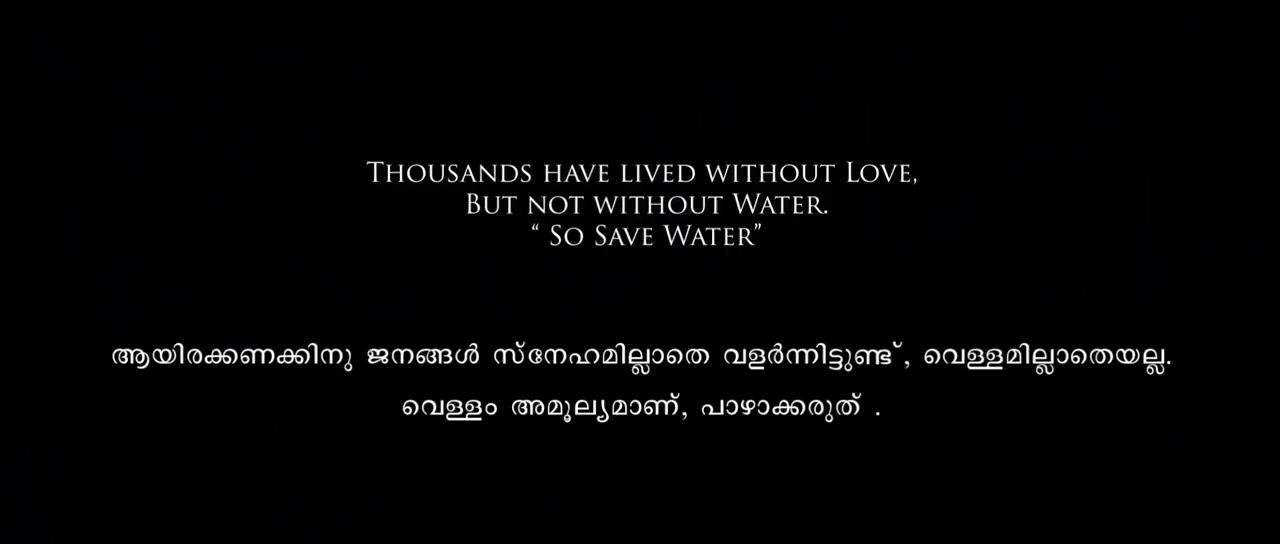 Thousands have lived without Love,
But not without Water.
“ So Save Water”
ആയിരക്കണക്കിനു ജനങ്ങൾ സ്നേഹമില്ലാതെ വളർന്നിട്ടുണ്ട് , വെള്ളമില്ലാതെയല്ല.
വെള്ളം അമൂല്യമാണ്, പാഴാക്കരുത് .